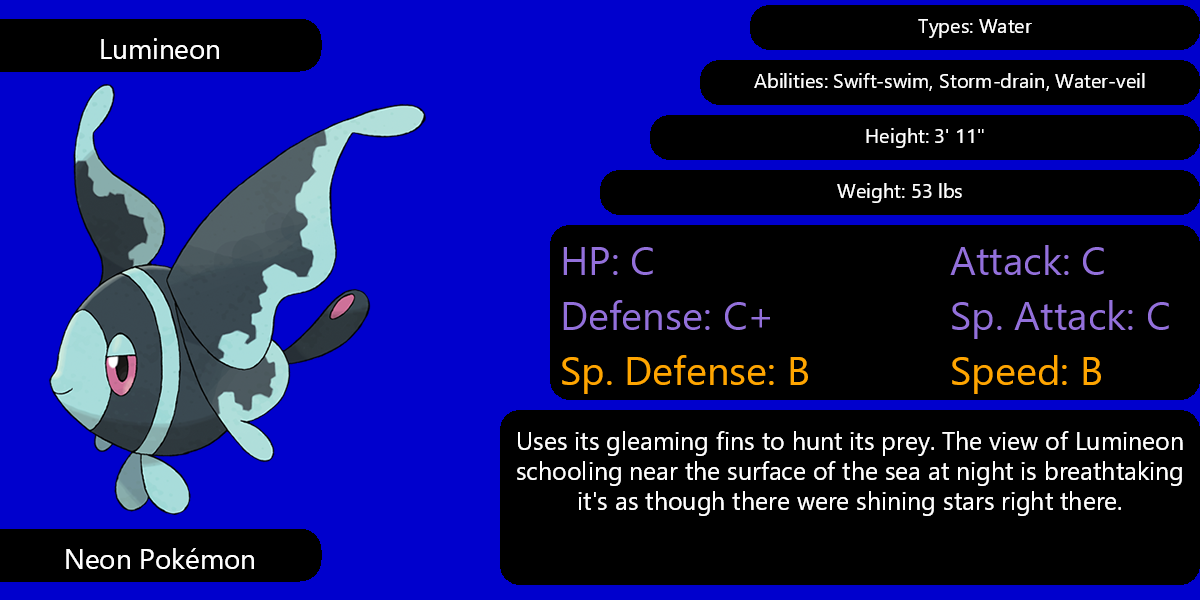 Lumineon
Types: Water
Abilities: Swift-swim, Storm-drain, Water-veil
Height: 3' 11"
Weight: 53 lbs
HP: C
Attack: C
Defense: C+
Sp. Attack: C
Sp. Defense: B
Speed: B
Uses its gleaming fins to hunt its prey. The view of Lumineon
schooling near the surface of the sea at night is breathtaking
it's as though there were shining stars right there.
Neon Pokémon